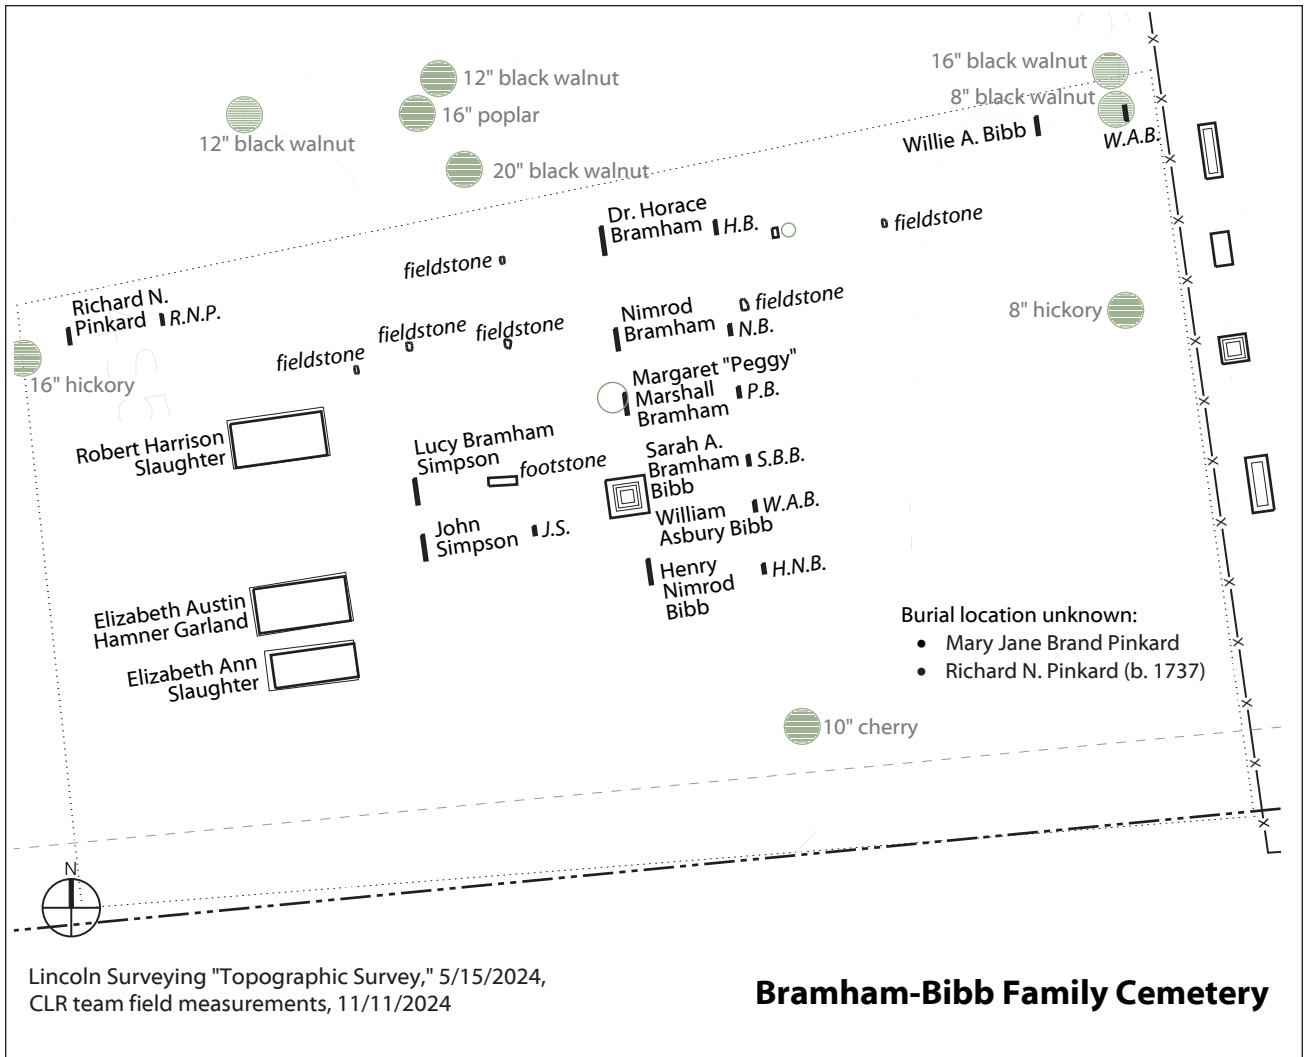 16" black walnut
12" black walnut
8" black walnut
16" poplar
12" black walnut
Willie A. Bibb
W.A.B.
20" black walnut
Dr. Horace
Bramham
H.B.
fieldstone
fieldstone
Richard N.
Pinkard
R.N.P.
Nimrod
Bramham
N.B.
fieldstone
8" hickory
fieldstone
fieldstone
fieldstone
16" hickory
Margaret "Peggy"
Marshall
Bramham
P.B.
Robert Harrison
Slaughter
Lucy Bramham
Simpson
footstone
Sarah A.
Bramham
Bibb
S.B.B.
John
Simpson
J.S.
William
Asbury Bibb
W.A.B.
Henry
Nimrod
Bibb
H.N.B.
Elizabeth Austin
Hamner Garland
Elizabeth Ann
Slaughter
Burial location unknown:
• Mary Jane Brand Pinkard
• Richard N. Pinkard (b. 1737)
10" cherry
N
Lincoln Surveying "Topographic Survey," 5/15/2024,
CLR team field measurements, 11/11/2024
Bramham-Bibb Family Cemetery